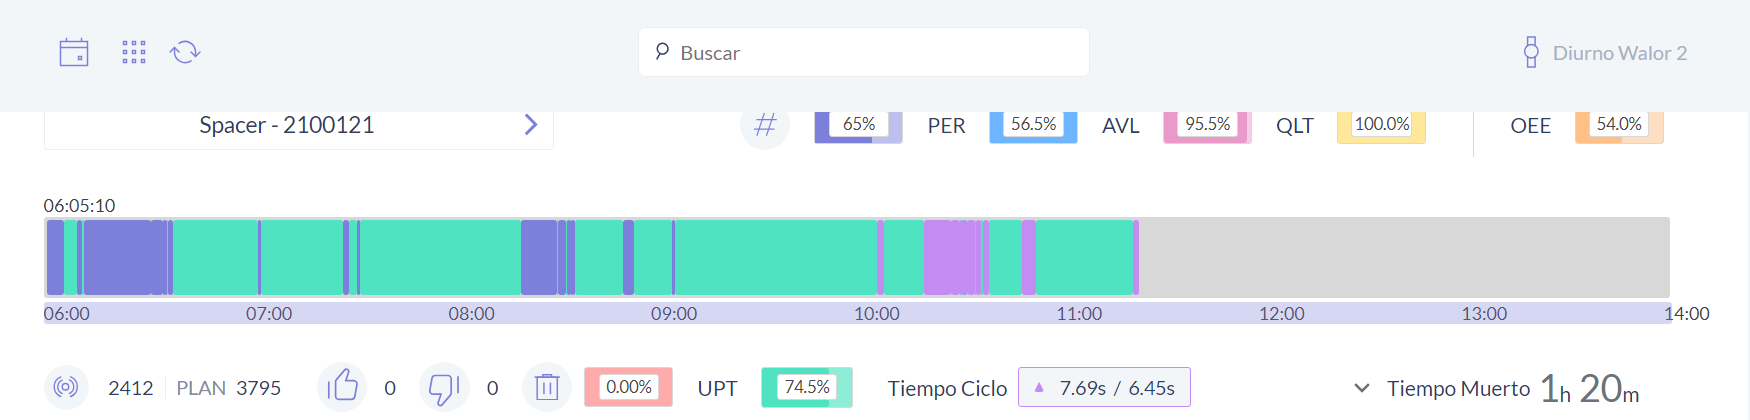 Buscar
Diurno Walor 2
Spacer - 2100121
# 65% PER 56.5% AVL 95.5% QLT 100.0% OEE 54.0%
06:05:10
06:00 07:00 08:00 09:00 10:00 11:00 12:00 13:00 14:00
2412 PLAN 3795 0 0 0.00% UPT 74.5% Tiempo Ciclo 7.69s / 6.45s Tiempo Muerto 1h 20m